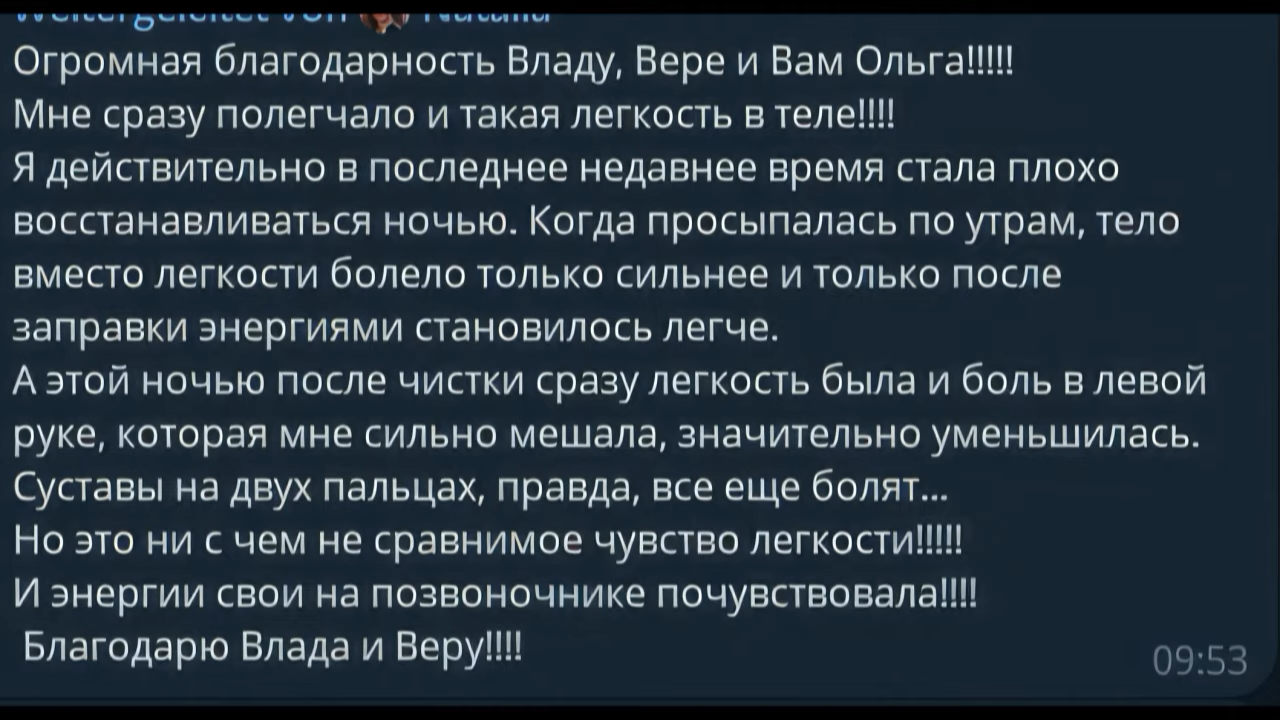 Weitergeleitet von Natalia
Огромная благодарность Владу, Вере и Вам Ольга!!!!!
Мне сразу полегчало и такая легкость в теле!!!!
Я действительно в последнее недавнее время стала плохо
восстанавливаться ночью. Когда просыпалась по утрам, тело
вместо легкости болело только сильнее и только после
заправки энергиями становилось легче.
А этой ночью после чистки сразу легкость была и боль в левой
руке, которая мне сильно мешала, значительно уменьшилась.
Суставы на двух пальцах, правда, все еще болят...
Но это ни с чем не сравнимое чувство легкости!!!!!
И энергии свои на позвоночнике почувствовала!!!!
Благодарю Влада и Веру!!!!
09:53